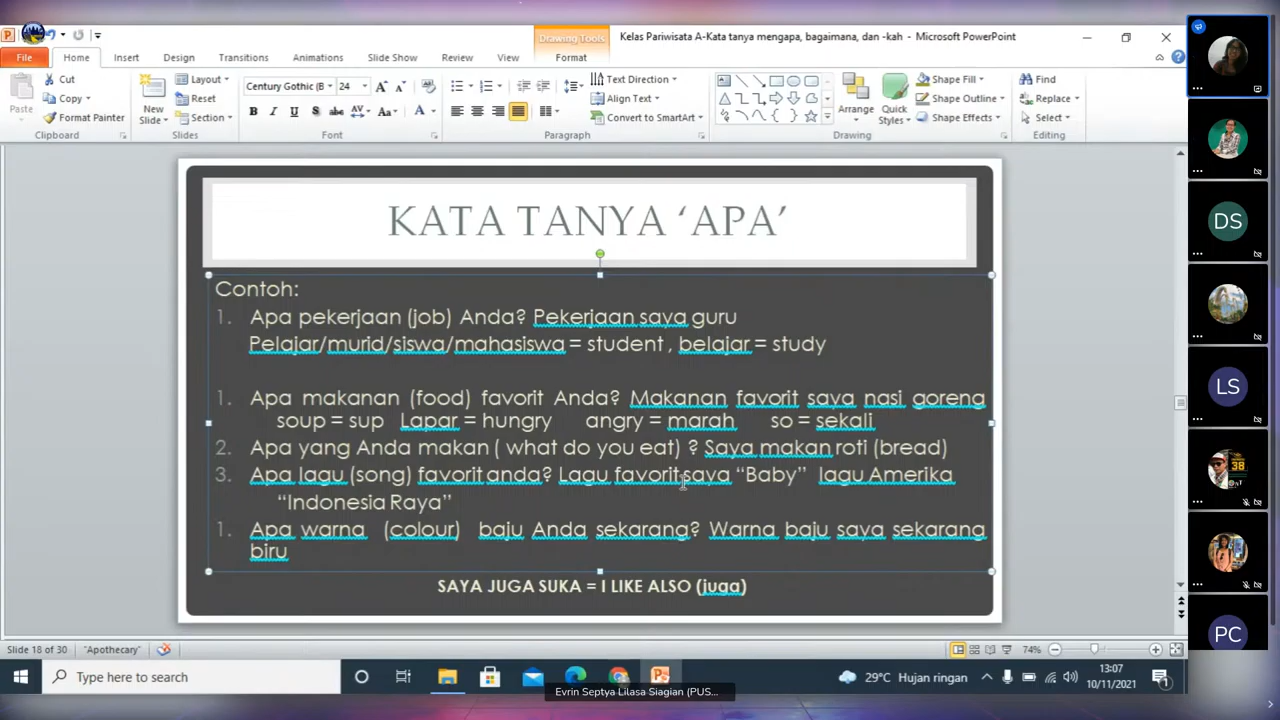 Kelas Pariwisata A-Kata tanya mengapa, bagaimana, dan -kah - Microsoft PowerPoint
Drawing Tools
File Home Insert Design Transitions Animations Slide Show Review View Format
Paste
Cut
Copy
Format Painter
Clipboard
New Slide
Layout
Reset
Section
Slides
Century Gothic (B 24
B I U S abc AV Aa A
Font
Text Direction
Align Text
Convert to SmartArt
Paragraph
Arrange
Quick Styles
Shape Fill
Shape Outline
Shape Effects
Drawing
Find
Replace
Select
Editing
KATA TANYA ‘APA’
Contoh:
1. Apa pekerjaan (job) Anda? Pekerjaan saya guru
Pelajar/murid/siswa/mahasiswa = student , belajar = study
1. Apa makanan (food) favorit Anda? Makanan favorit saya nasi goreng
soup = sup Lapar = hungry angry = marah so = sekali
2. Apa yang Anda makan ( what do you eat) ? Saya makan roti (bread)
3. Apa lagu (song) favorit anda? Lagu favorit saya “Baby” lagu Amerika
“Indonesia Raya”
1. Apa warna (colour) baju Anda sekarang? Warna baju saya sekarang
biru
SAYA JUGA SUKA = I LIKE ALSO (juga)
DS
LS
38
PC
Slide 18 of 30 "Apothecary" 74%
Type here to search
29°C Hujan ringan
13:07
10/11/2021
1
Evrin Septya Lilasa Siagian (PUS...